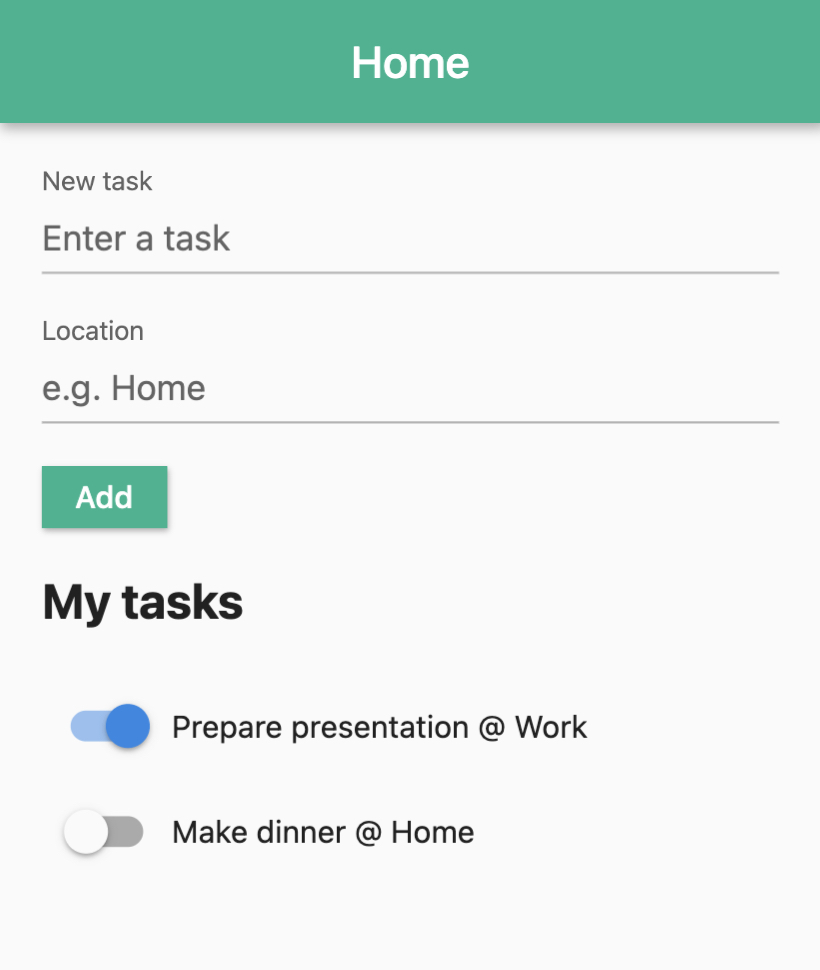 Home
New task
Enter a task
Location
e.g. Home
Add
My tasks
Prepare presentation @ Work
Make dinner @ Home